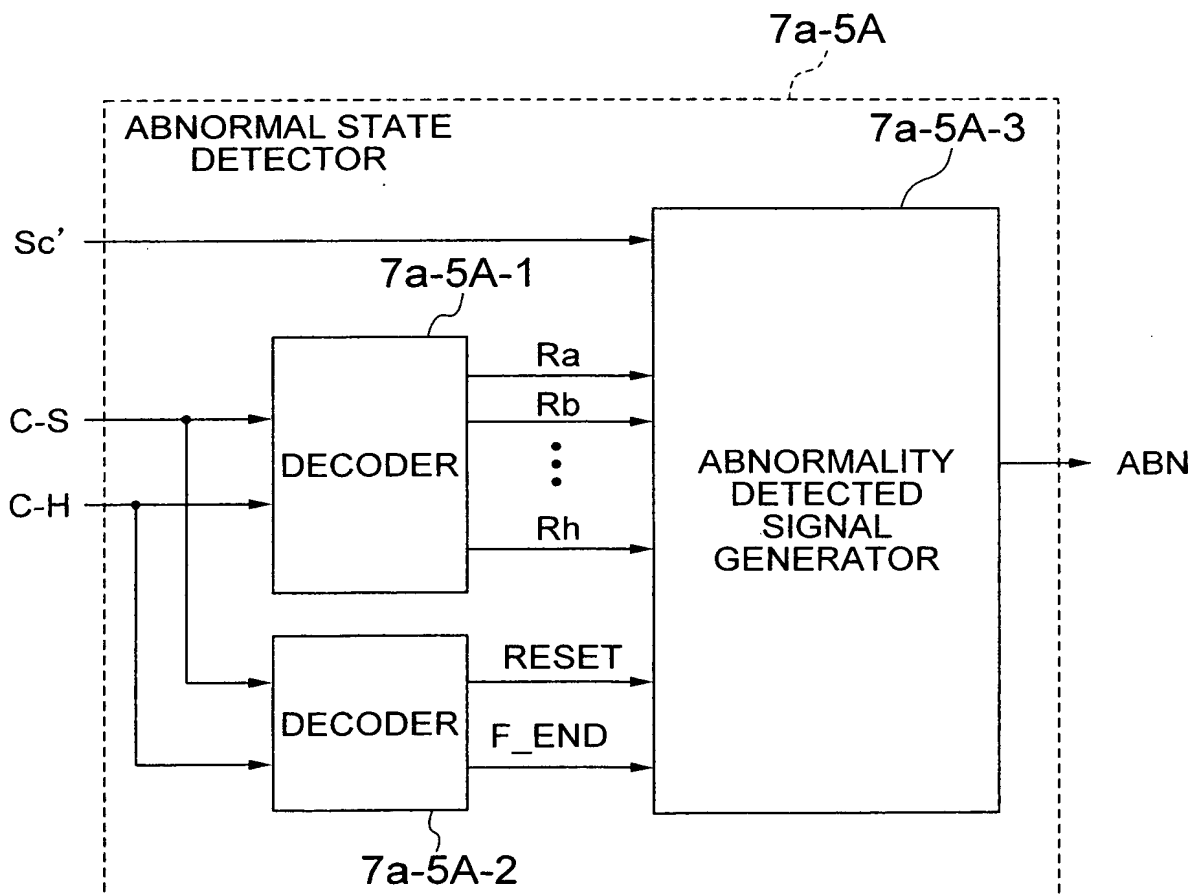 7a-5A
ABNORMAL STATE
DETECTOR
7a-5A-3
Sc'
7a-5A-1
Ra
C-S
Rb
DECODER
ABNORMALITY
DETECTED
SIGNAL
GENERATOR
ABN
C-H
Rh
RESET
DECODER
F_END
7a-5A-2